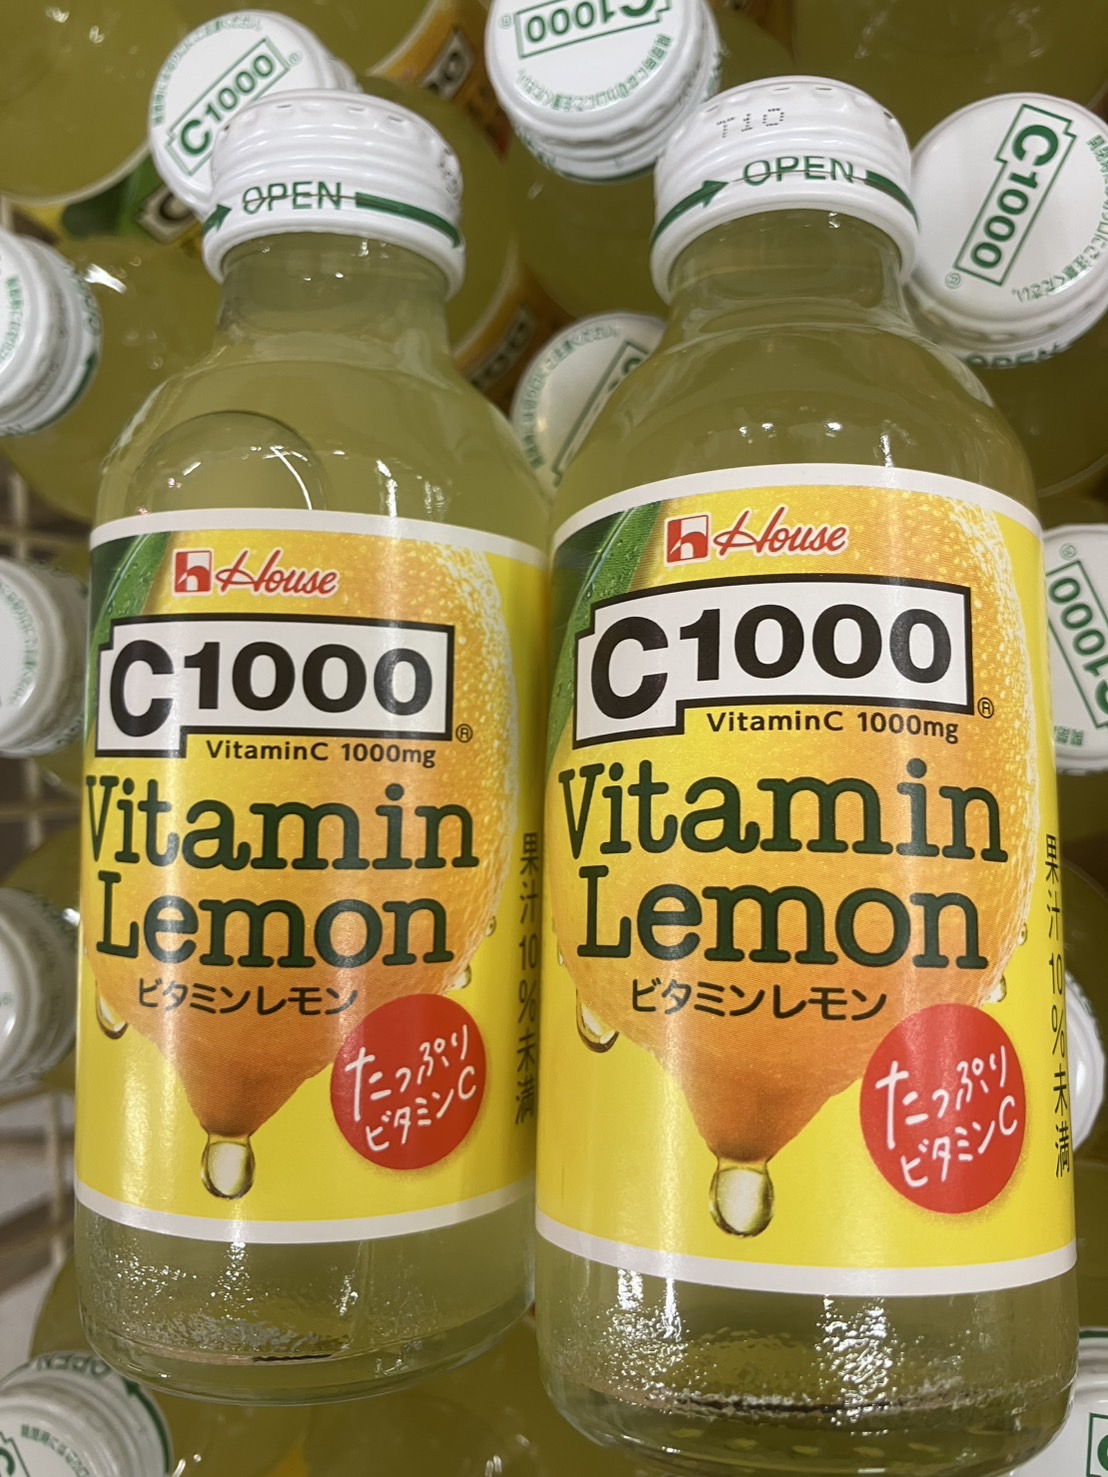 C1000
C1000
C1000
OPEN
T10
OPEN
OPEN
House
C1000®
VitaminC 1000mg
Vitamin
Lemon
ビタミンレモン
たっぷり
ビタミンC
果汁10%未満
House
C1000®
VitaminC 1000mg
Vitamin
Lemon
ビタミンレモン
たっぷり
ビタミンC
果汁10%未満
C1000
OPEN